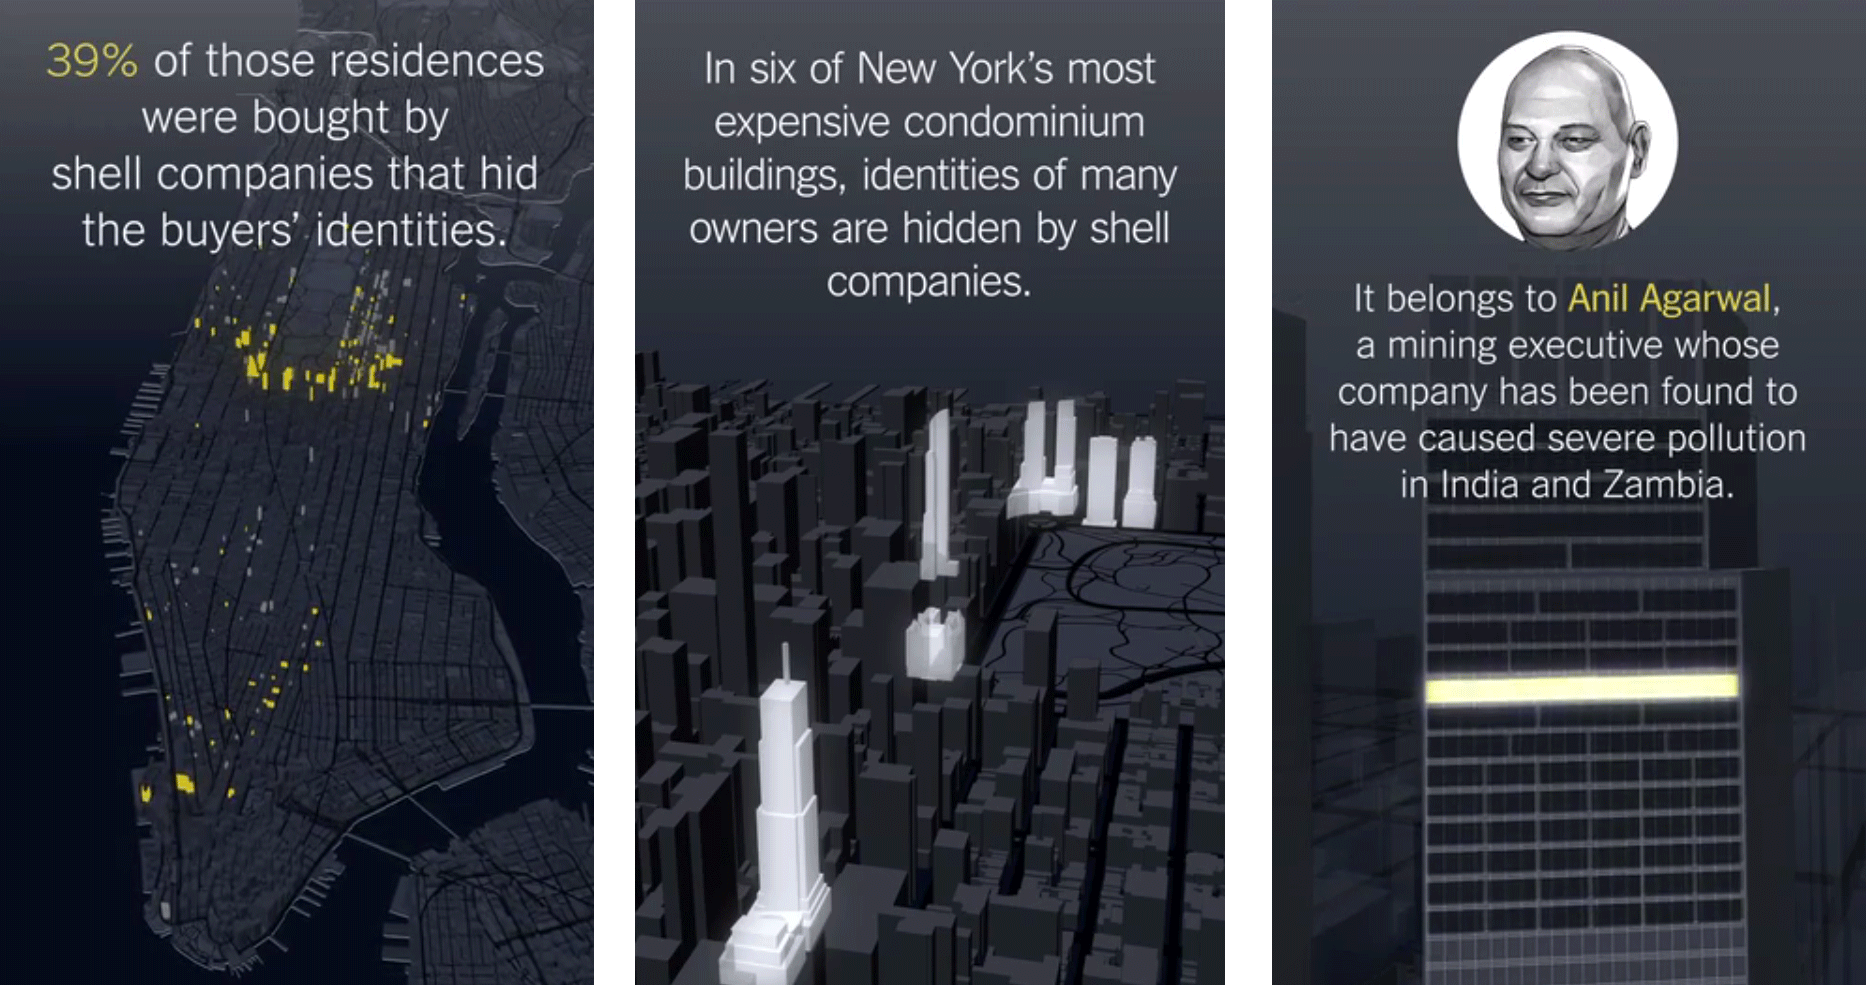 39% of those residences
were bought by
shell companies that hid
the buyers’ identities.
In six of New York’s most
expensive condominium
buildings, identities of many
owners are hidden by shell
companies.
It belongs to Anil Agarwal,
a mining executive whose
company has been found to
have caused severe pollution
in India and Zambia.